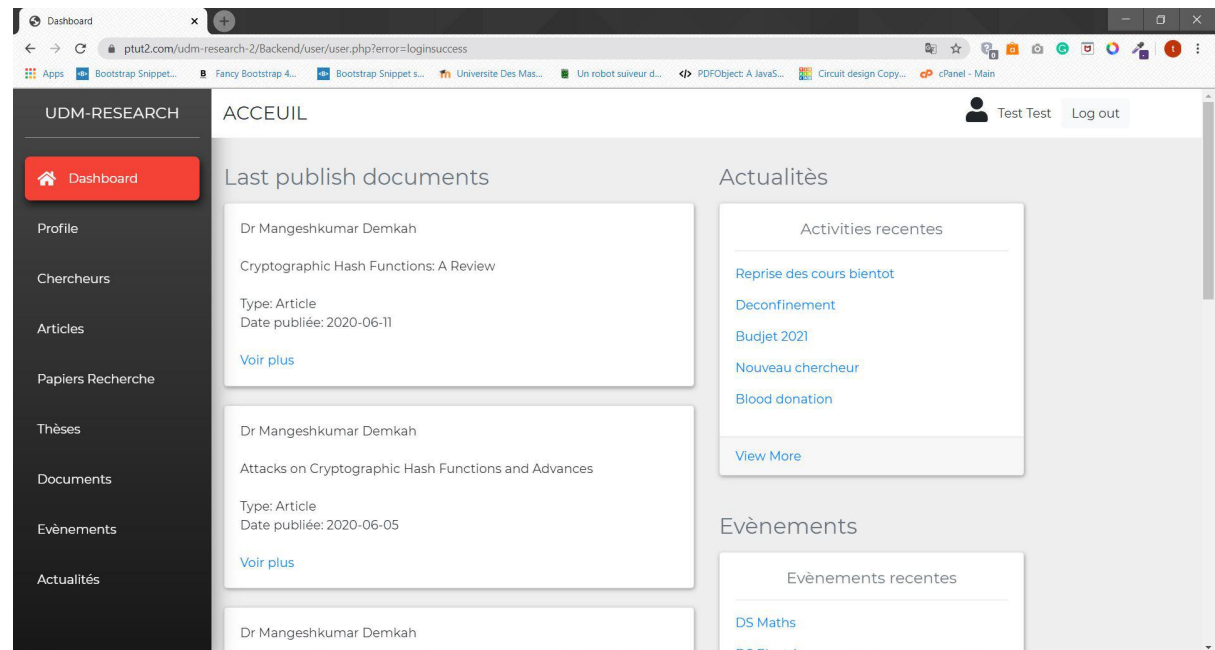 Dashboard
ptut2.com/udm-research-2/Backend/user/user.php?error=loginsuccess
Apps
Bootstrap Snippet...
Fancy Bootstrap 4...
Bootstrap Snippet s...
Universite Des Mas...
Un robot suiveur d...
PDFObject: A JavaS...
Circuit design Copy...
cPanel - Main
UDM-RESEARCH
Dashboard
Profile
Chercheurs
Articles
Papiers Recherche
Thèses
Documents
Evènements
Actualités
ACCEUIL
Test Test
Log out
Last publish documents
Dr Mangeshkumar Demkah
Cryptographic Hash Functions: A Review
Type: Article
Date publiée: 2020-06-11
Voir plus
Dr Mangeshkumar Demkah
Attacks on Cryptographic Hash Functions and Advances
Type: Article
Date publiée: 2020-06-05
Voir plus
Dr Mangeshkumar Demkah
Actualitès
Activities recentes
Reprise des cours bientot
Deconfinement
Budjet 2021
Nouveau chercheur
Blood donation
View More
Evènements
Evènements recentes
DS Maths